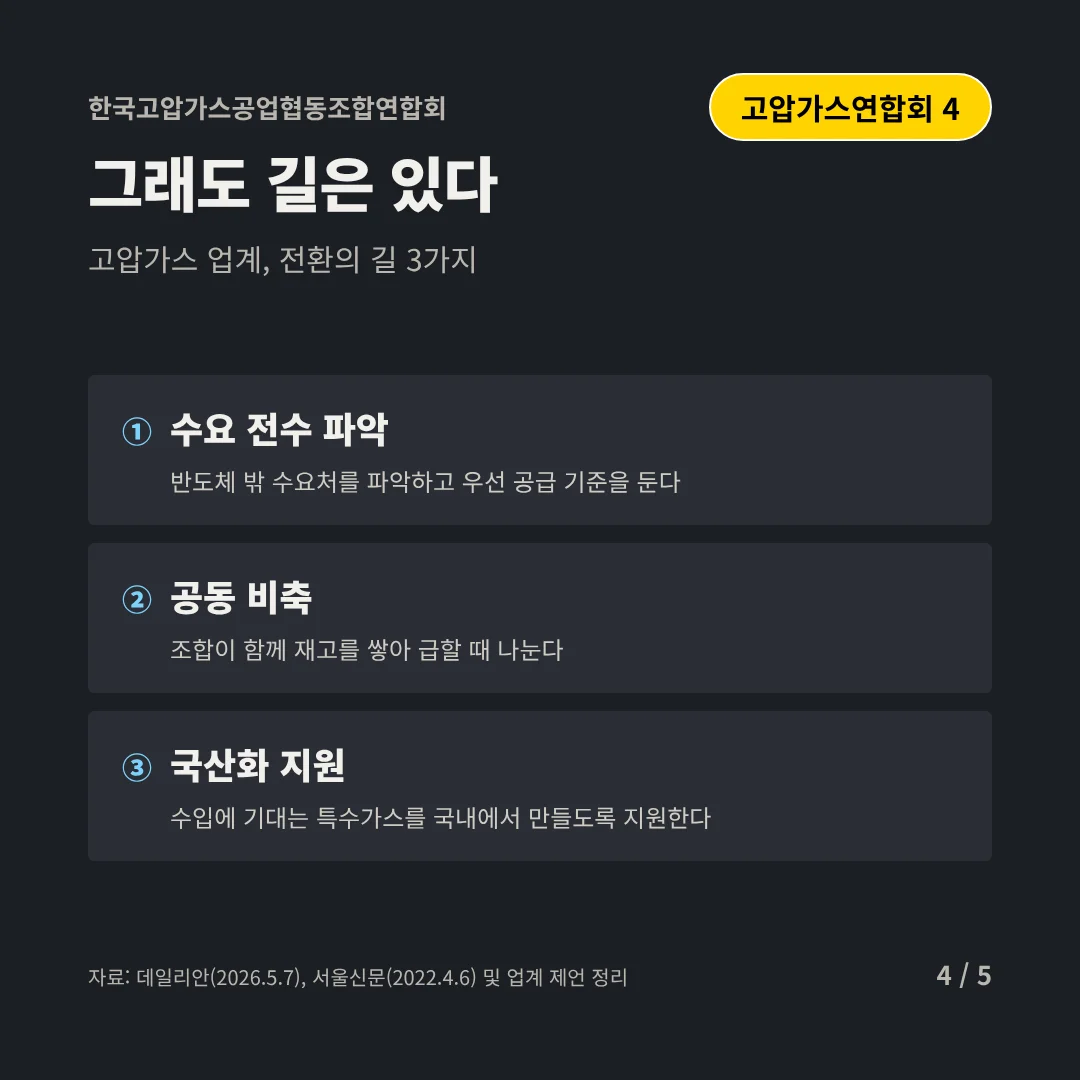 한국고압가스공업협동조합연합회
고압가스연합회 4
그래도 길은 있다
고압가스 업계, 전환의 길 3가지
① 수요 전수 파악
반도체 밖 수요처를 파악하고 우선 공급 기준을 둔다
② 공동 비축
조합이 함께 재고를 쌓아 급할 때 나눈다
③ 국산화 지원
수입에 기대는 특수가스를 국내에서 만들도록 지원한다
자료: 데일리안(2026.5.7), 서울신문(2022.4.6) 및 업계 제언 정리
4 / 5